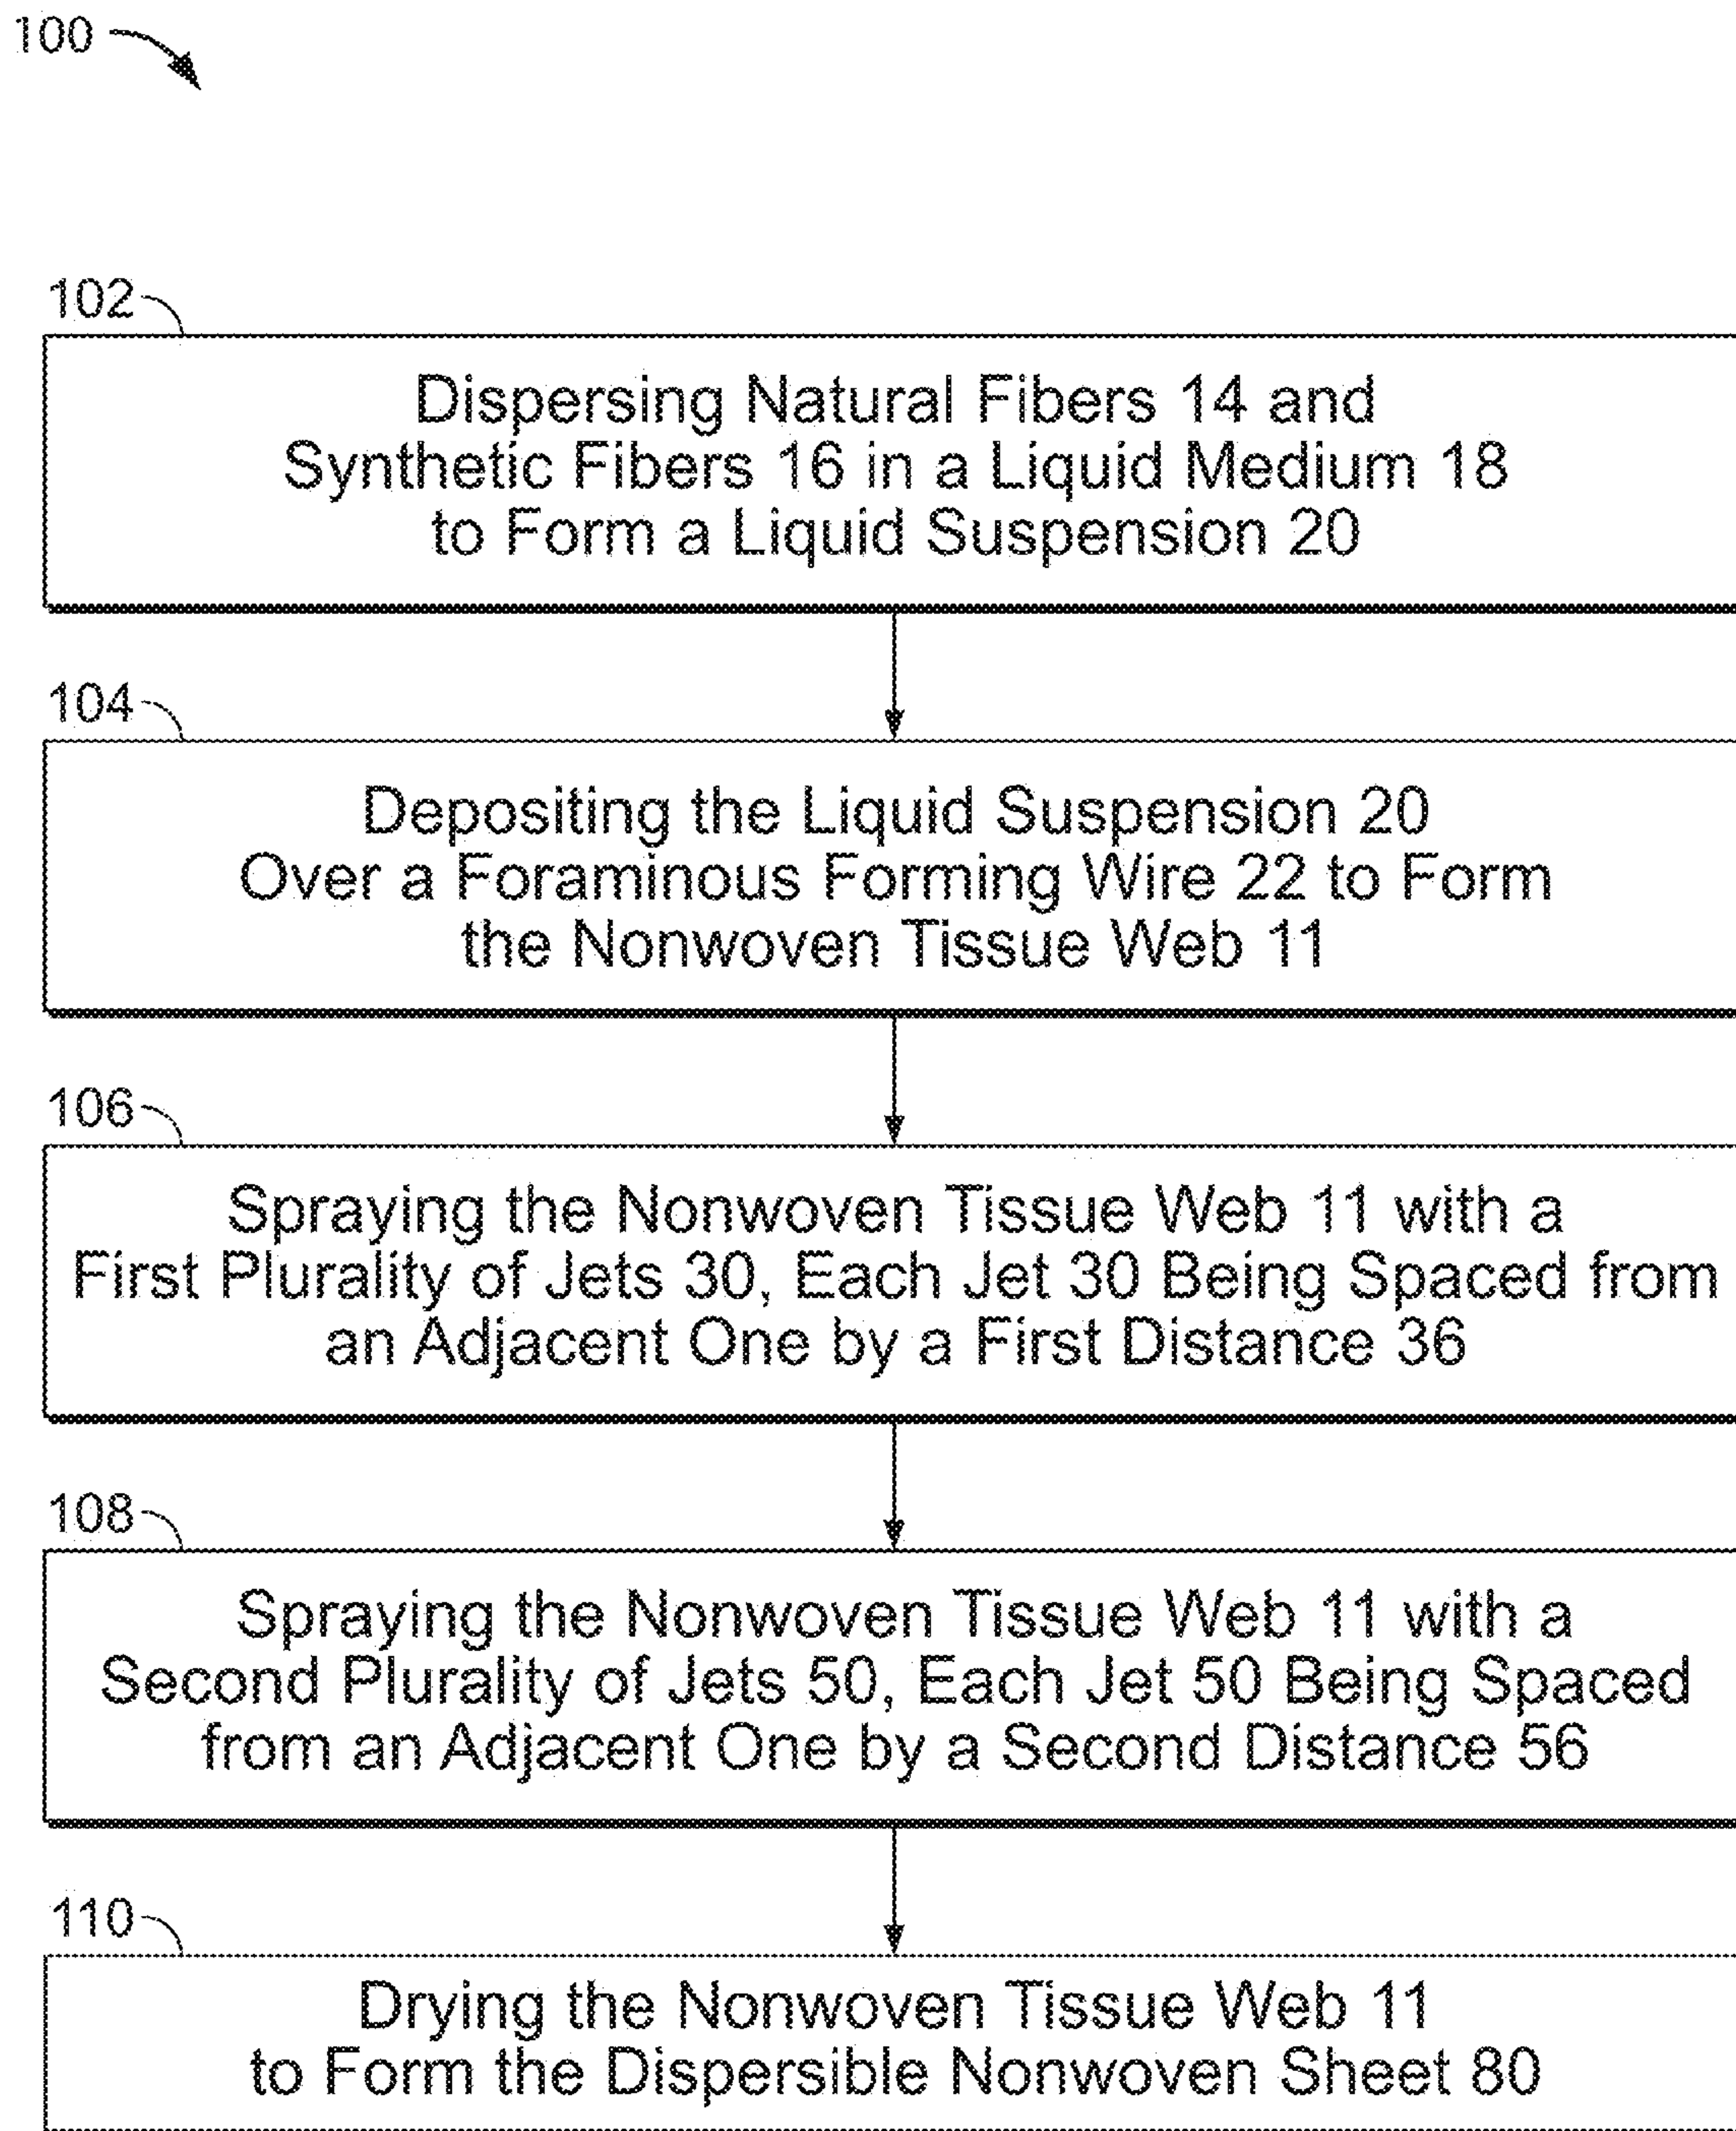 100
102
Dispersing Natural Fibers 14 and
Synthetic Fibers 16 in a Liquid Medium 18
to Form a Liquid Suspension 20
104
Depositing the Liquid Suspension 20
Over a Foraminous Forming Wire 22 to Form
the Nonwoven Tissue Web 11
106
Spraying the Nonwoven Tissue Web 11 with a
First Plurality of Jets 30, Each Jet 30 Being Spaced from
an Adjacent One by a First Distance 36
108
Spraying the Nonwoven Tissue Web 11 with a
Second Plurality of Jets 50, Each Jet 50 Being Spaced
from an Adjacent One by a Second Distance 56
110
Drying the Nonwoven Tissue Web 11
to Form the Dispersible Nonwoven Sheet 80